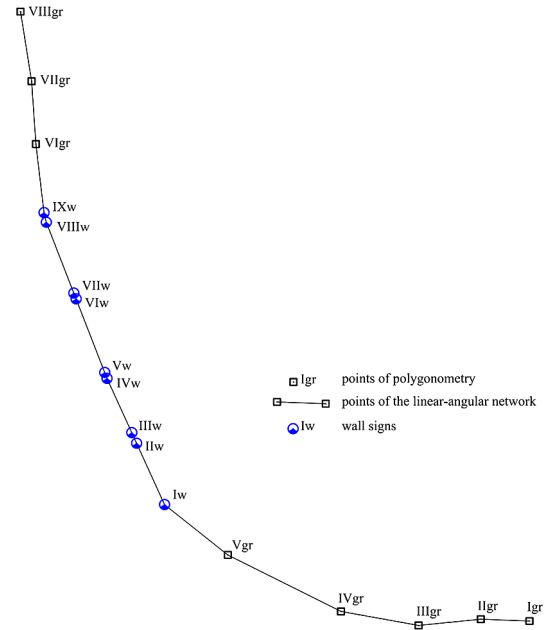 VIIIgr
VIIgr
VIgr
IXw
VIIIw
VIIw
VIw
Vw
IVw
Igr points of polygonometry
points of the linear-angular network
Iw wall signs
IIIw
IIw
Iw
Vgr
IVgr
IIIgr
IIgr
Igr